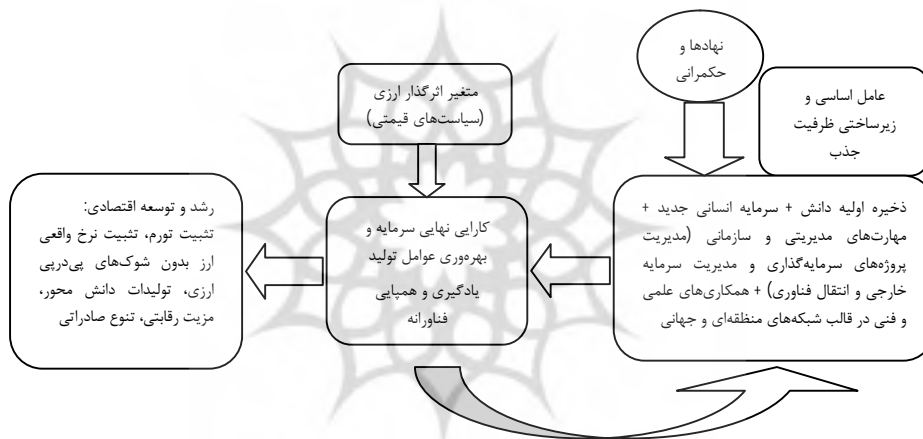 نهادها و
حکمرانی
عامل اساسی و
زیرساختی ظرفیت
جذب
متغیر اثرگذار ارزی
(سیاست‌های قیمتی)
ذخیره اولیه دانش + سرمایه انسانی جدید +
مهارت‌های مدیریتی و سازمانی (مدیریت
پروژه‌های سرمایه‌گذاری و مدیریت سرمایه
خارجی و انتقال فناوری) + همکاری‌های علمی
و فنی در قالب شبکه‌های منطقه‌ای و جهانی
کارایی نهایی سرمایه و
بهره‌وری عوامل تولید
یادگیری و همپایی
فناورانه
رشد و توسعه اقتصادی:
تثبیت تورم، تثبیت نرخ واقعی
ارز بدون شوک‌های پی‌درپی
ارزی، تولیدات دانش محور،
مزیت رقابتی، تنوع صادراتی